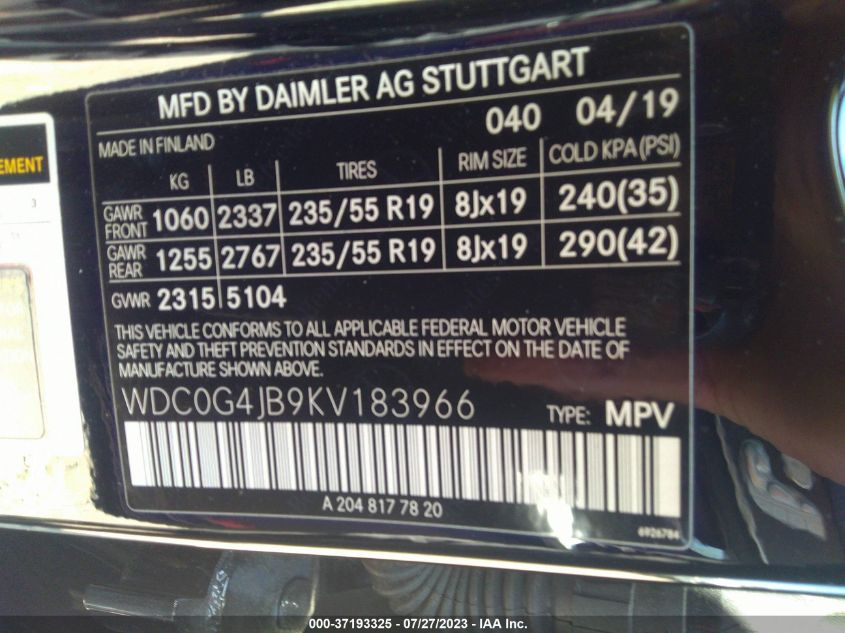 MFD BY DAIMLER AG STUTTGART
040 04/19
MADE IN FINLAND
KG LB TIRES RIM SIZE COLD KPA (PSI)
GAWR FRONT 1060 2337 235/55 R19 8Jx19 240(35)
GAWR REAR 1255 2767 235/55 R19 8Jx19 290(42)
GVWR 2315 5104
THIS VEHICLE CONFORMS TO ALL APPLICABLE FEDERAL MOTOR VEHICLE
SAFETY AND THEFT PREVENTION STANDARDS IN EFFECT ON THE DATE OF
MANUFACTURE SHOWN ABOVE.
WDC0G4JB9KV183966 TYPE: MPV
A 204 817 78 20
6926784
EMENT
3
000-37193325 / 07/27/2023 - IAA Inc.